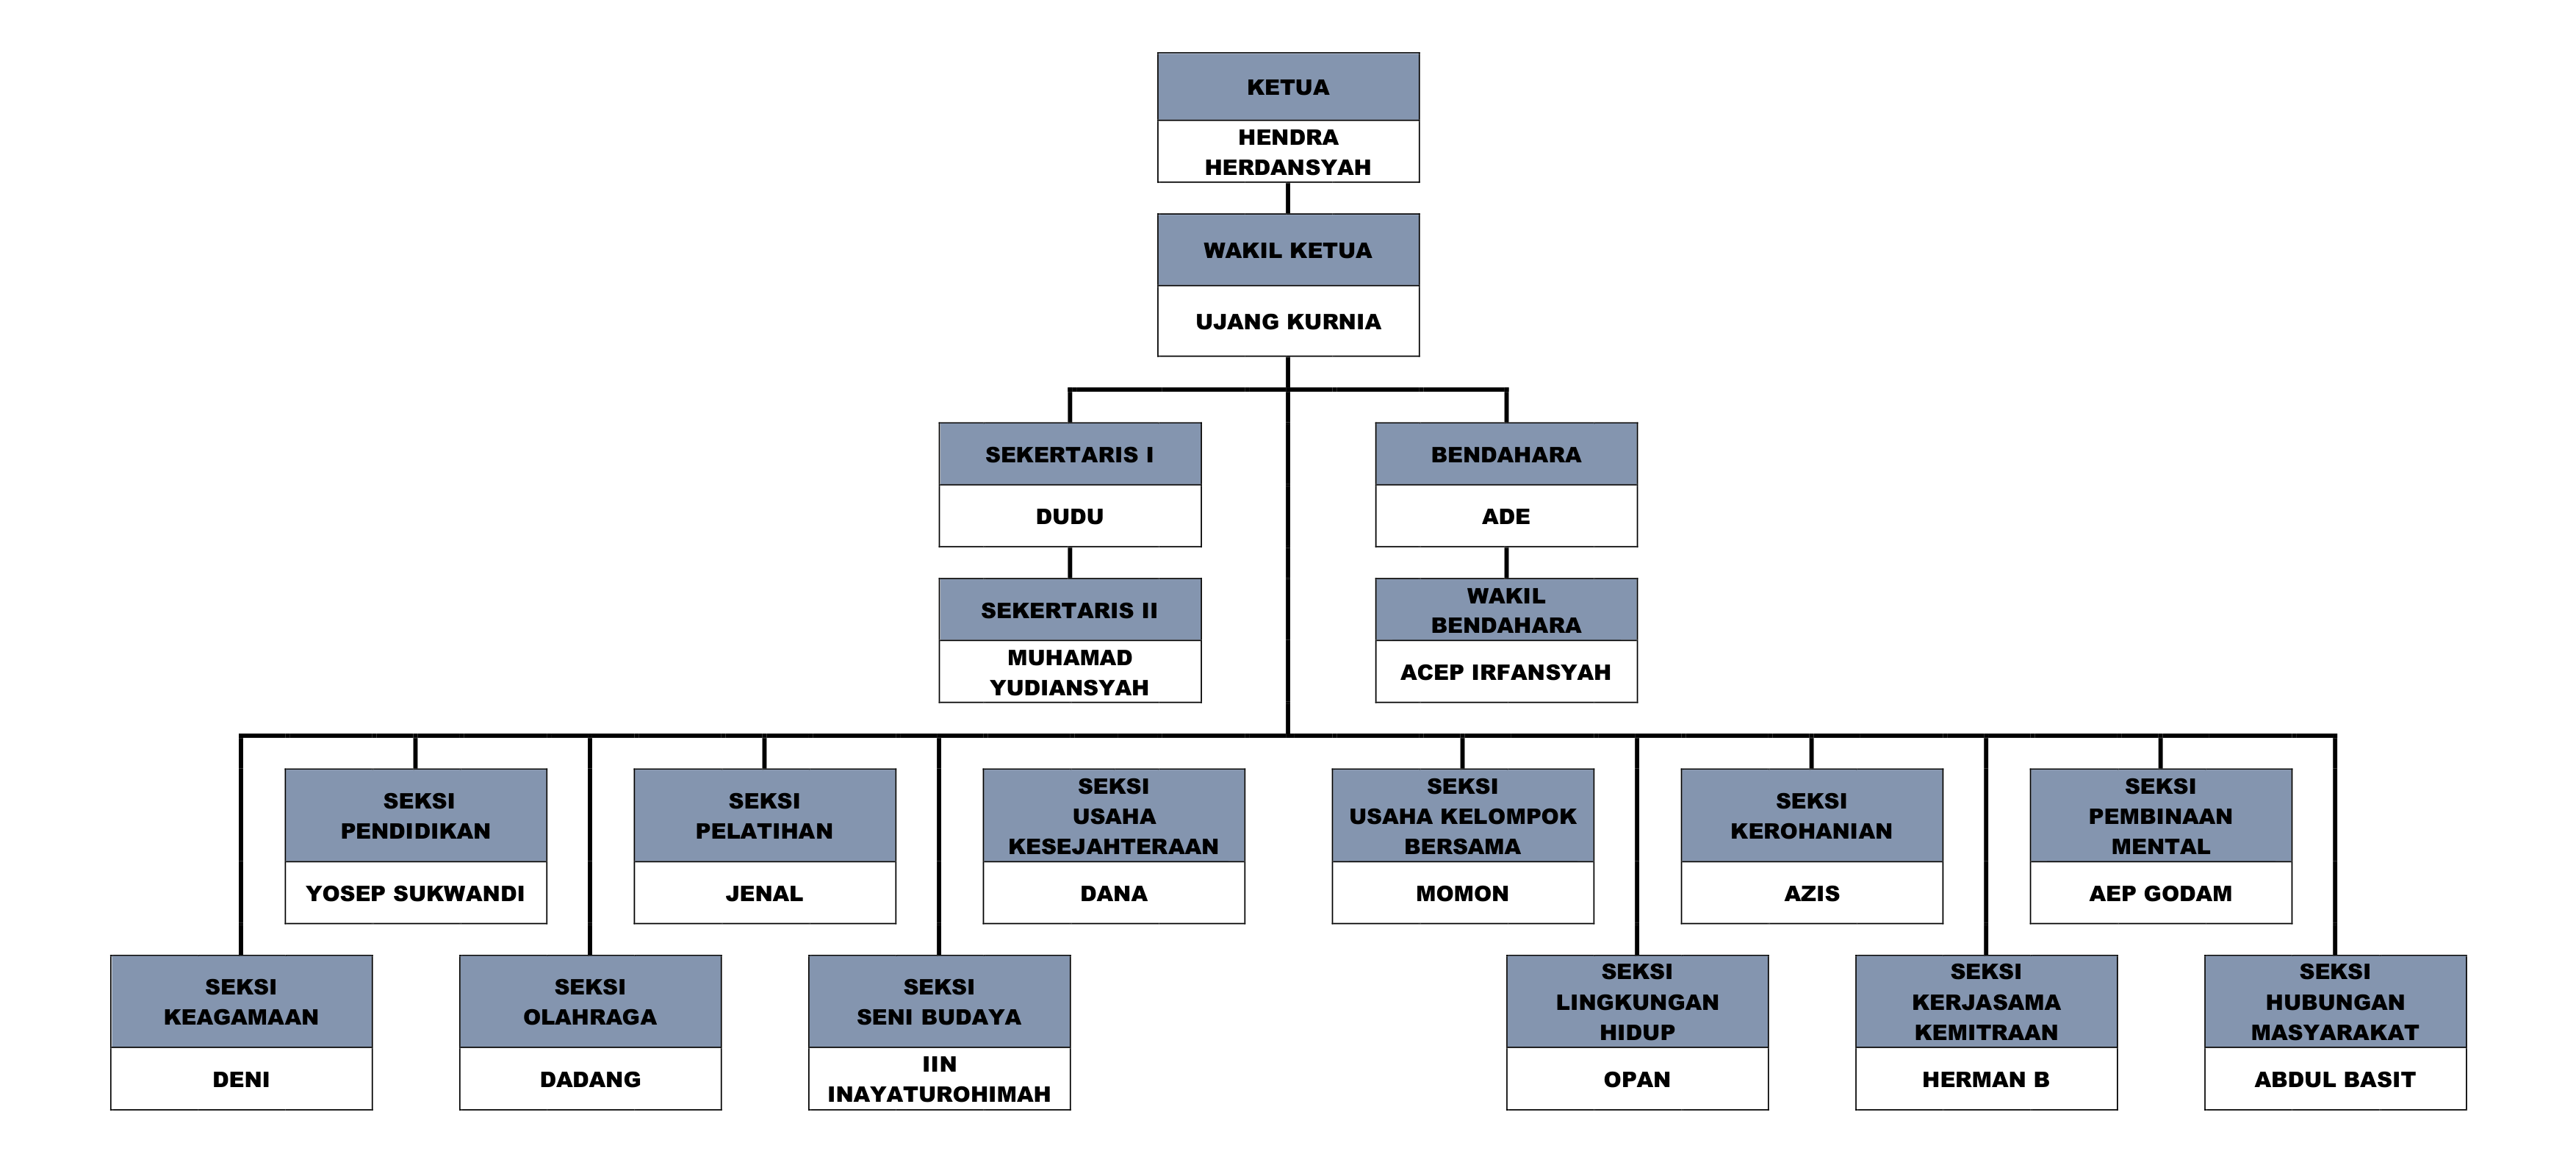 KETUA
HENDRA
HERDANSYAH
WAKIL KETUA
UJANG KURNIA
SEKERTARIS I
DUDU
BENDAHARA
ADE
SEKERTARIS II
MUHAMAD
YUDIANSYAH
WAKIL
BENDAHARA
ACEP IRFANSYAH
SEKSI
PENDIDIKAN
YOSEP SUKWANDI
SEKSI
PELATIHAN
JENAL
SEKSI
USAHA
KESEJAHTERAAN
DANA
SEKSI
USAHA KELOMPOK
BERSAMA
MOMON
SEKSI
KEROHANIAN
AZIS
SEKSI
PEMBINAAN
MENTAL
AEP GODAM
SEKSI
KEAGAMAAN
DENI
SEKSI
OLAHRAGA
DADANG
SEKSI
SENI BUDAYA
IIN
INAYATUROHIMAH
SEKSI
LINGKUNGAN
HIDUP
OPAN
SEKSI
KERJASAMA
KEMITRAAN
HERMAN B
SEKSI
HUBUNGAN
MASYARAKAT
ABDUL BASIT